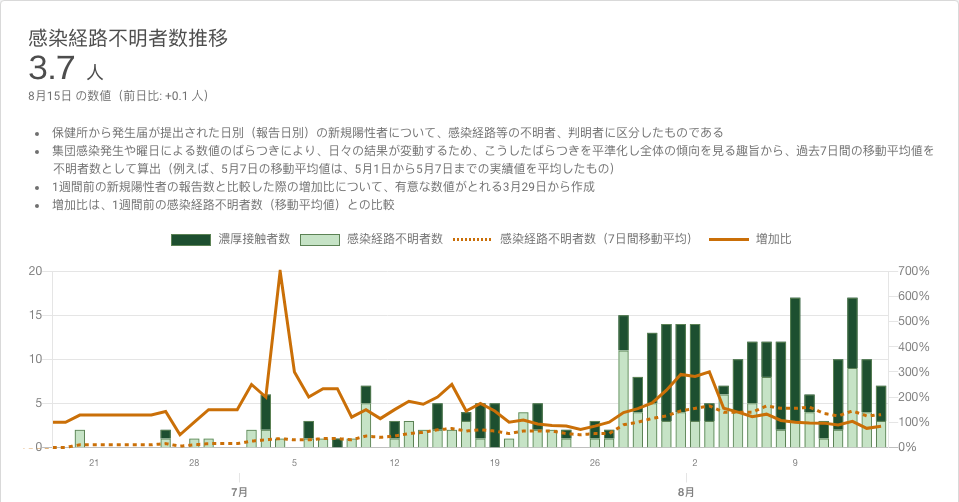 感染経路不明者数推移
3.7 人
8月15日 の数値（前日比: +0.1 人）
• 保健所から発生届が提出された日別（報告日別）の新規陽性者について、感染経路等の不明者、判明者に区分したものである
• 集団感染発生や曜日による数値のばらつきにより、日々の結果が変動するため、こうしたばらつきを平準化し全体の傾向を見る趣旨から、過去7日間の移動平均値を
不明者数として算出（例えば、5月7日の移動平均値は、5月1日から5月7日までの実績値を平均したもの）
• 1週間前の新規陽性者の報告数と比較した際の増加比について、有意な数値がとれる3月29日から作成
• 増加比は、1週間前の感染経路不明者数（移動平均値）との比較
濃厚接触者数 感染経路不明者数 感染経路不明者数（7日間移動平均） 増加比
20 700%
600%
15 500%
400%
10 300%
200%
5 100%
0 0%
21 28 5 12 19 26 2 9
7月 8月